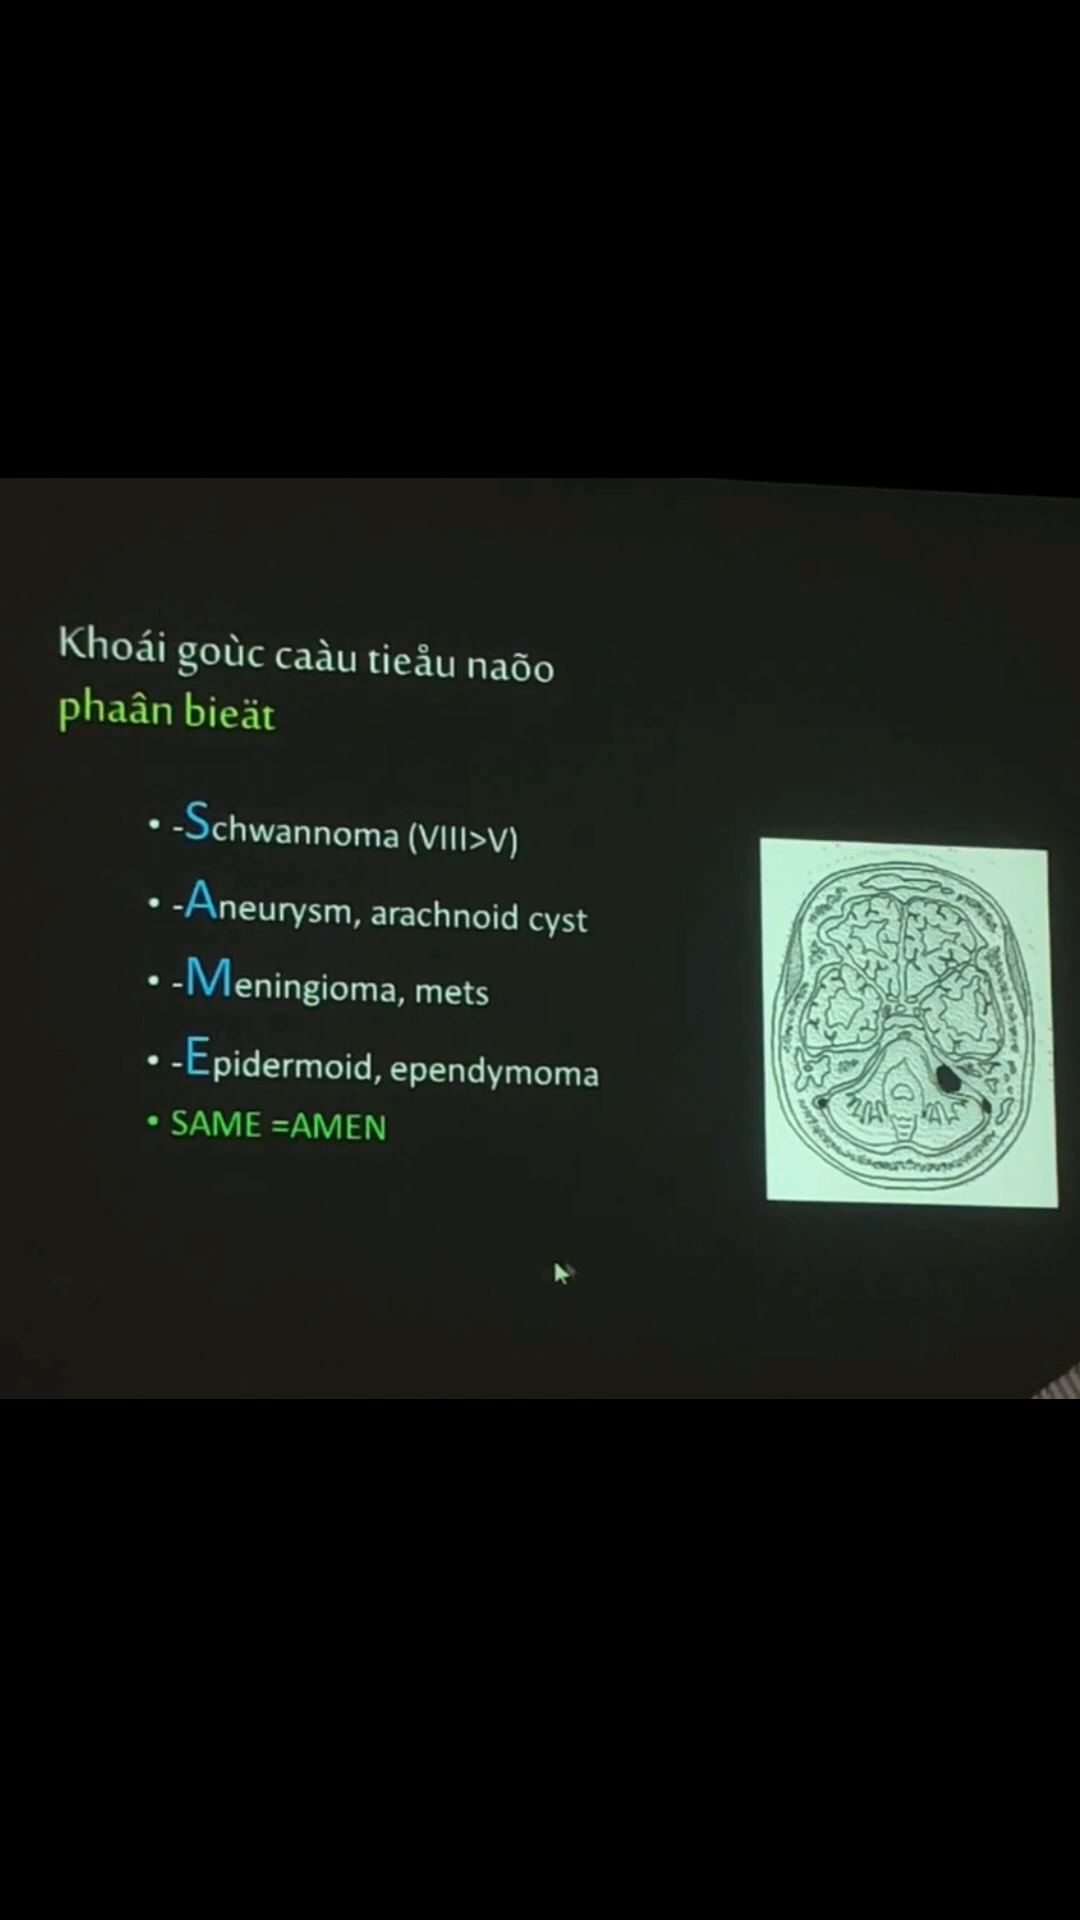 Khoái goùc caàu tieåu naõo
phaân bieät
• -Schwannoma (VIII>V)
• -Aneurysm, arachnoid cyst
• -Meningioma, mets
• -Epidermoid, ependymoma
• SAME =AMEN